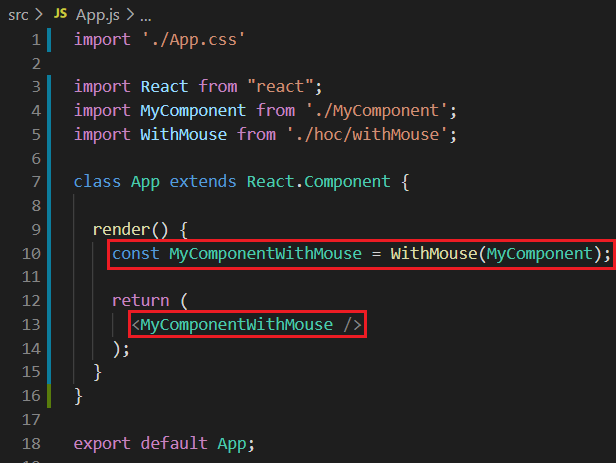 src > JS App.js > ...
1 import './App.css'
2
3 import React from "react";
4 import MyComponent from './MyComponent';
5 import WithMouse from './hoc/withMouse';
6
7 class App extends React.Component {
8
9 render() {
10 const MyComponentWithMouse = WithMouse(MyComponent);
11
12 return (
13 <MyComponentWithMouse />
14 );
15 }
16 }
17
18 export default App;